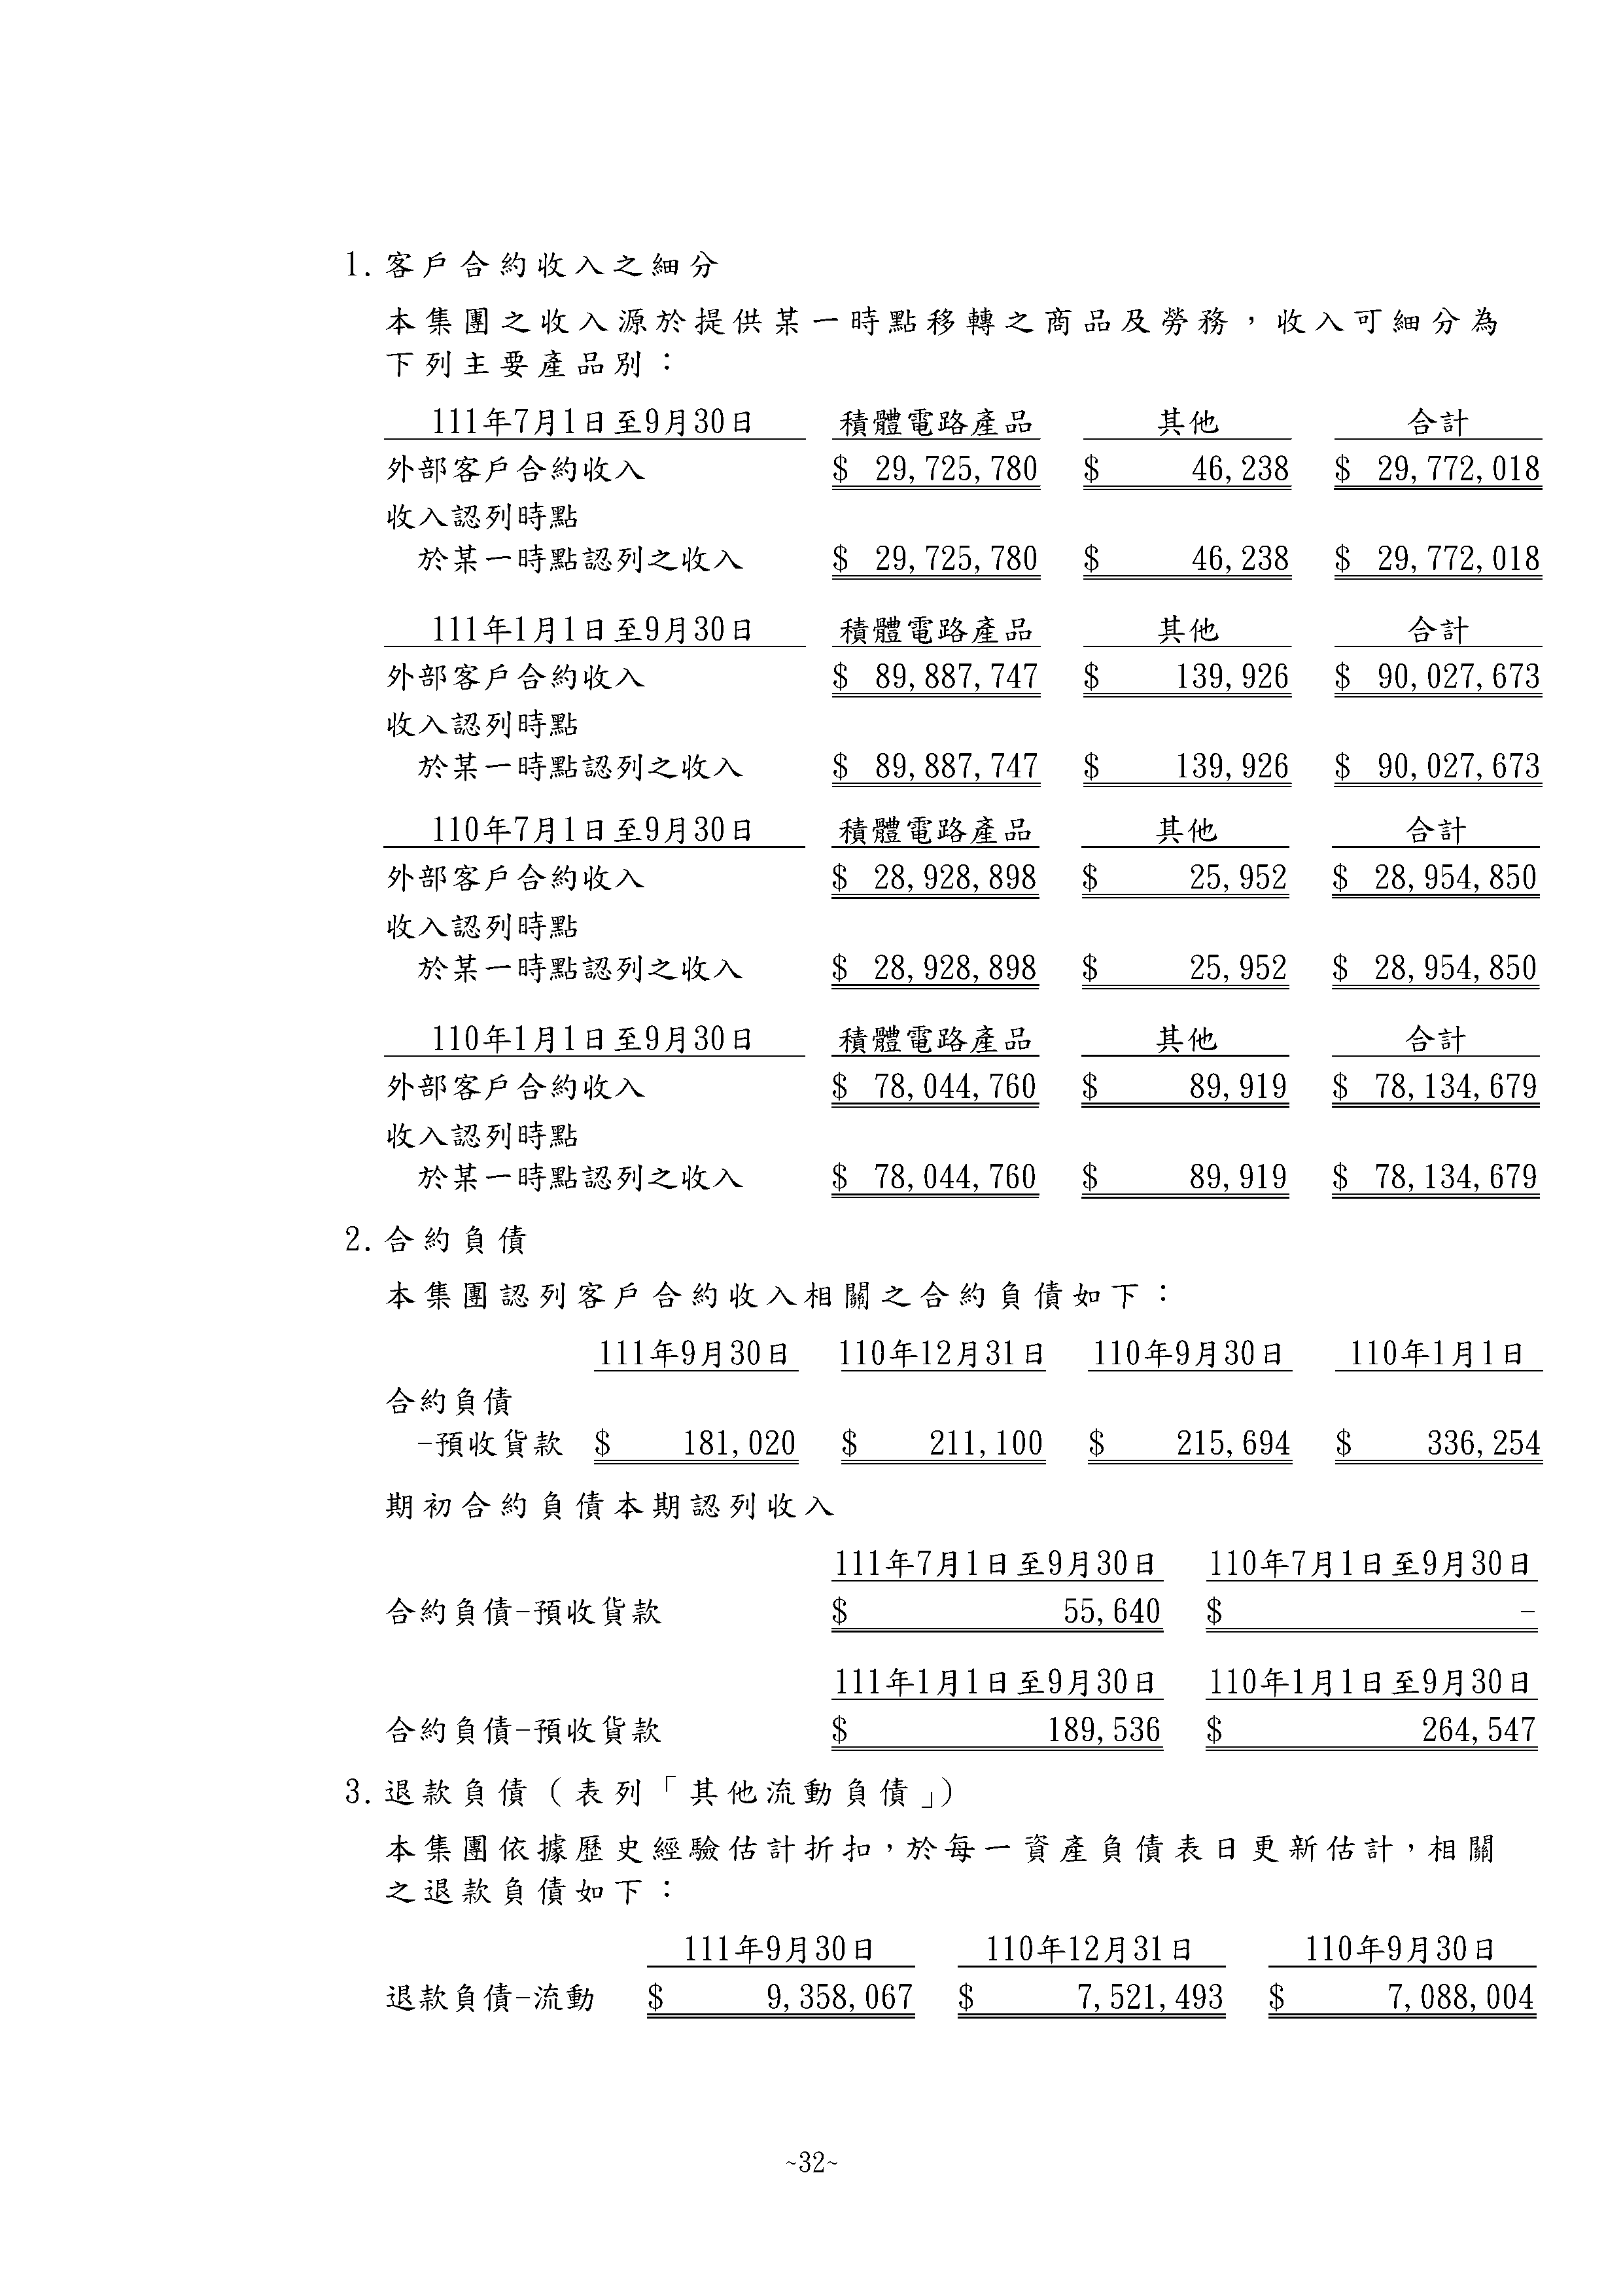 1.客戶合約收入之細分
本集團之收入源於提供某一時點移轉之商品及勞務，收入可細分為
下列主要產品別：
111年7月1日至9月30日 積體電路產品 其他 合計
外部客戶合約收入 $ 29,725,780 $ 46,238 $ 29,772,018
收入認列時點
於某一時點認列之收入 $ 29,725,780 $ 46,238 $ 29,772,018
111年1月1日至9月30日 積體電路產品 其他 合計
外部客戶合約收入 $ 89,887,747 $ 139,926 $ 90,027,673
收入認列時點
於某一時點認列之收入 $ 89,887,747 $ 139,926 $ 90,027,673
110年7月1日至9月30日 積體電路產品 其他 合計
外部客戶合約收入 $ 28,928,898 $ 25,952 $ 28,954,850
收入認列時點
於某一時點認列之收入 $ 28,928,898 $ 25,952 $ 28,954,850
110年1月1日至9月30日 積體電路產品 其他 合計
外部客戶合約收入 $ 78,044,760 $ 89,919 $ 78,134,679
收入認列時點
於某一時點認列之收入 $ 78,044,760 $ 89,919 $ 78,134,679
2.合約負債
本集團認列客戶合約收入相關之合約負債如下：
111年9月30日 110年12月31日 110年9月30日 110年1月1日
合約負債
-預收貨款 $ 181,020 $ 211,100 $ 215,694 $ 336,254
期初合約負債本期認列收入
111年7月1日至9月30日 110年7月1日至9月30日
合約負債-預收貨款 $ 55,640 $ -
111年1月1日至9月30日 110年1月1日至9月30日
合約負債-預收貨款 $ 189,536 $ 264,547
3.退款負債（表列「其他流動負債」）
本集團依據歷史經驗估計折扣，於每一資產負債表日更新估計，相關
之退款負債如下：
111年9月30日 110年12月31日 110年9月30日
退款負債-流動 $ 9,358,067 $ 7,521,493 $ 7,088,004
~32~